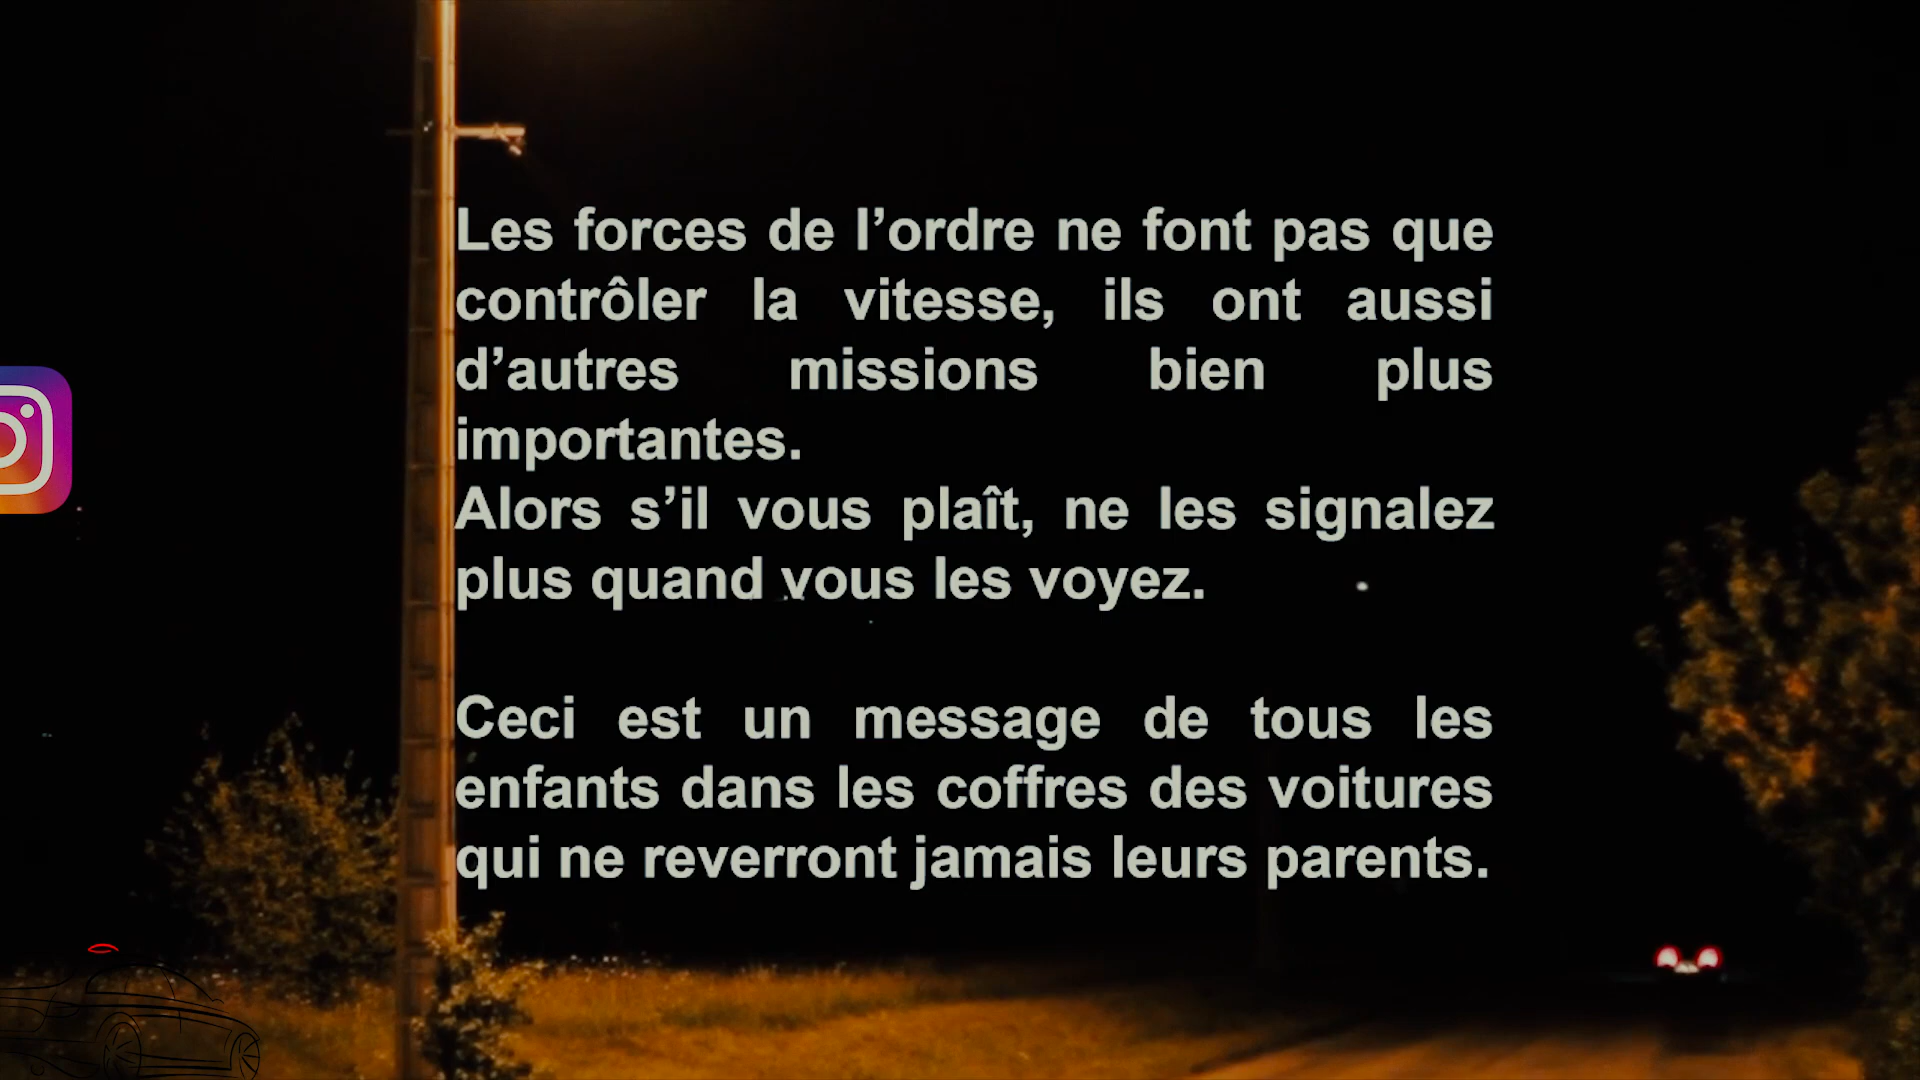 Les forces de l’ordre ne font pas que
contrôler la vitesse, ils ont aussi
d’autres missions bien plus
importantes.
Alors s’il vous plaît, ne les signalez
plus quand vous les voyez.
Ceci est un message de tous les
enfants dans les coffres des voitures
qui ne reverront jamais leurs parents.